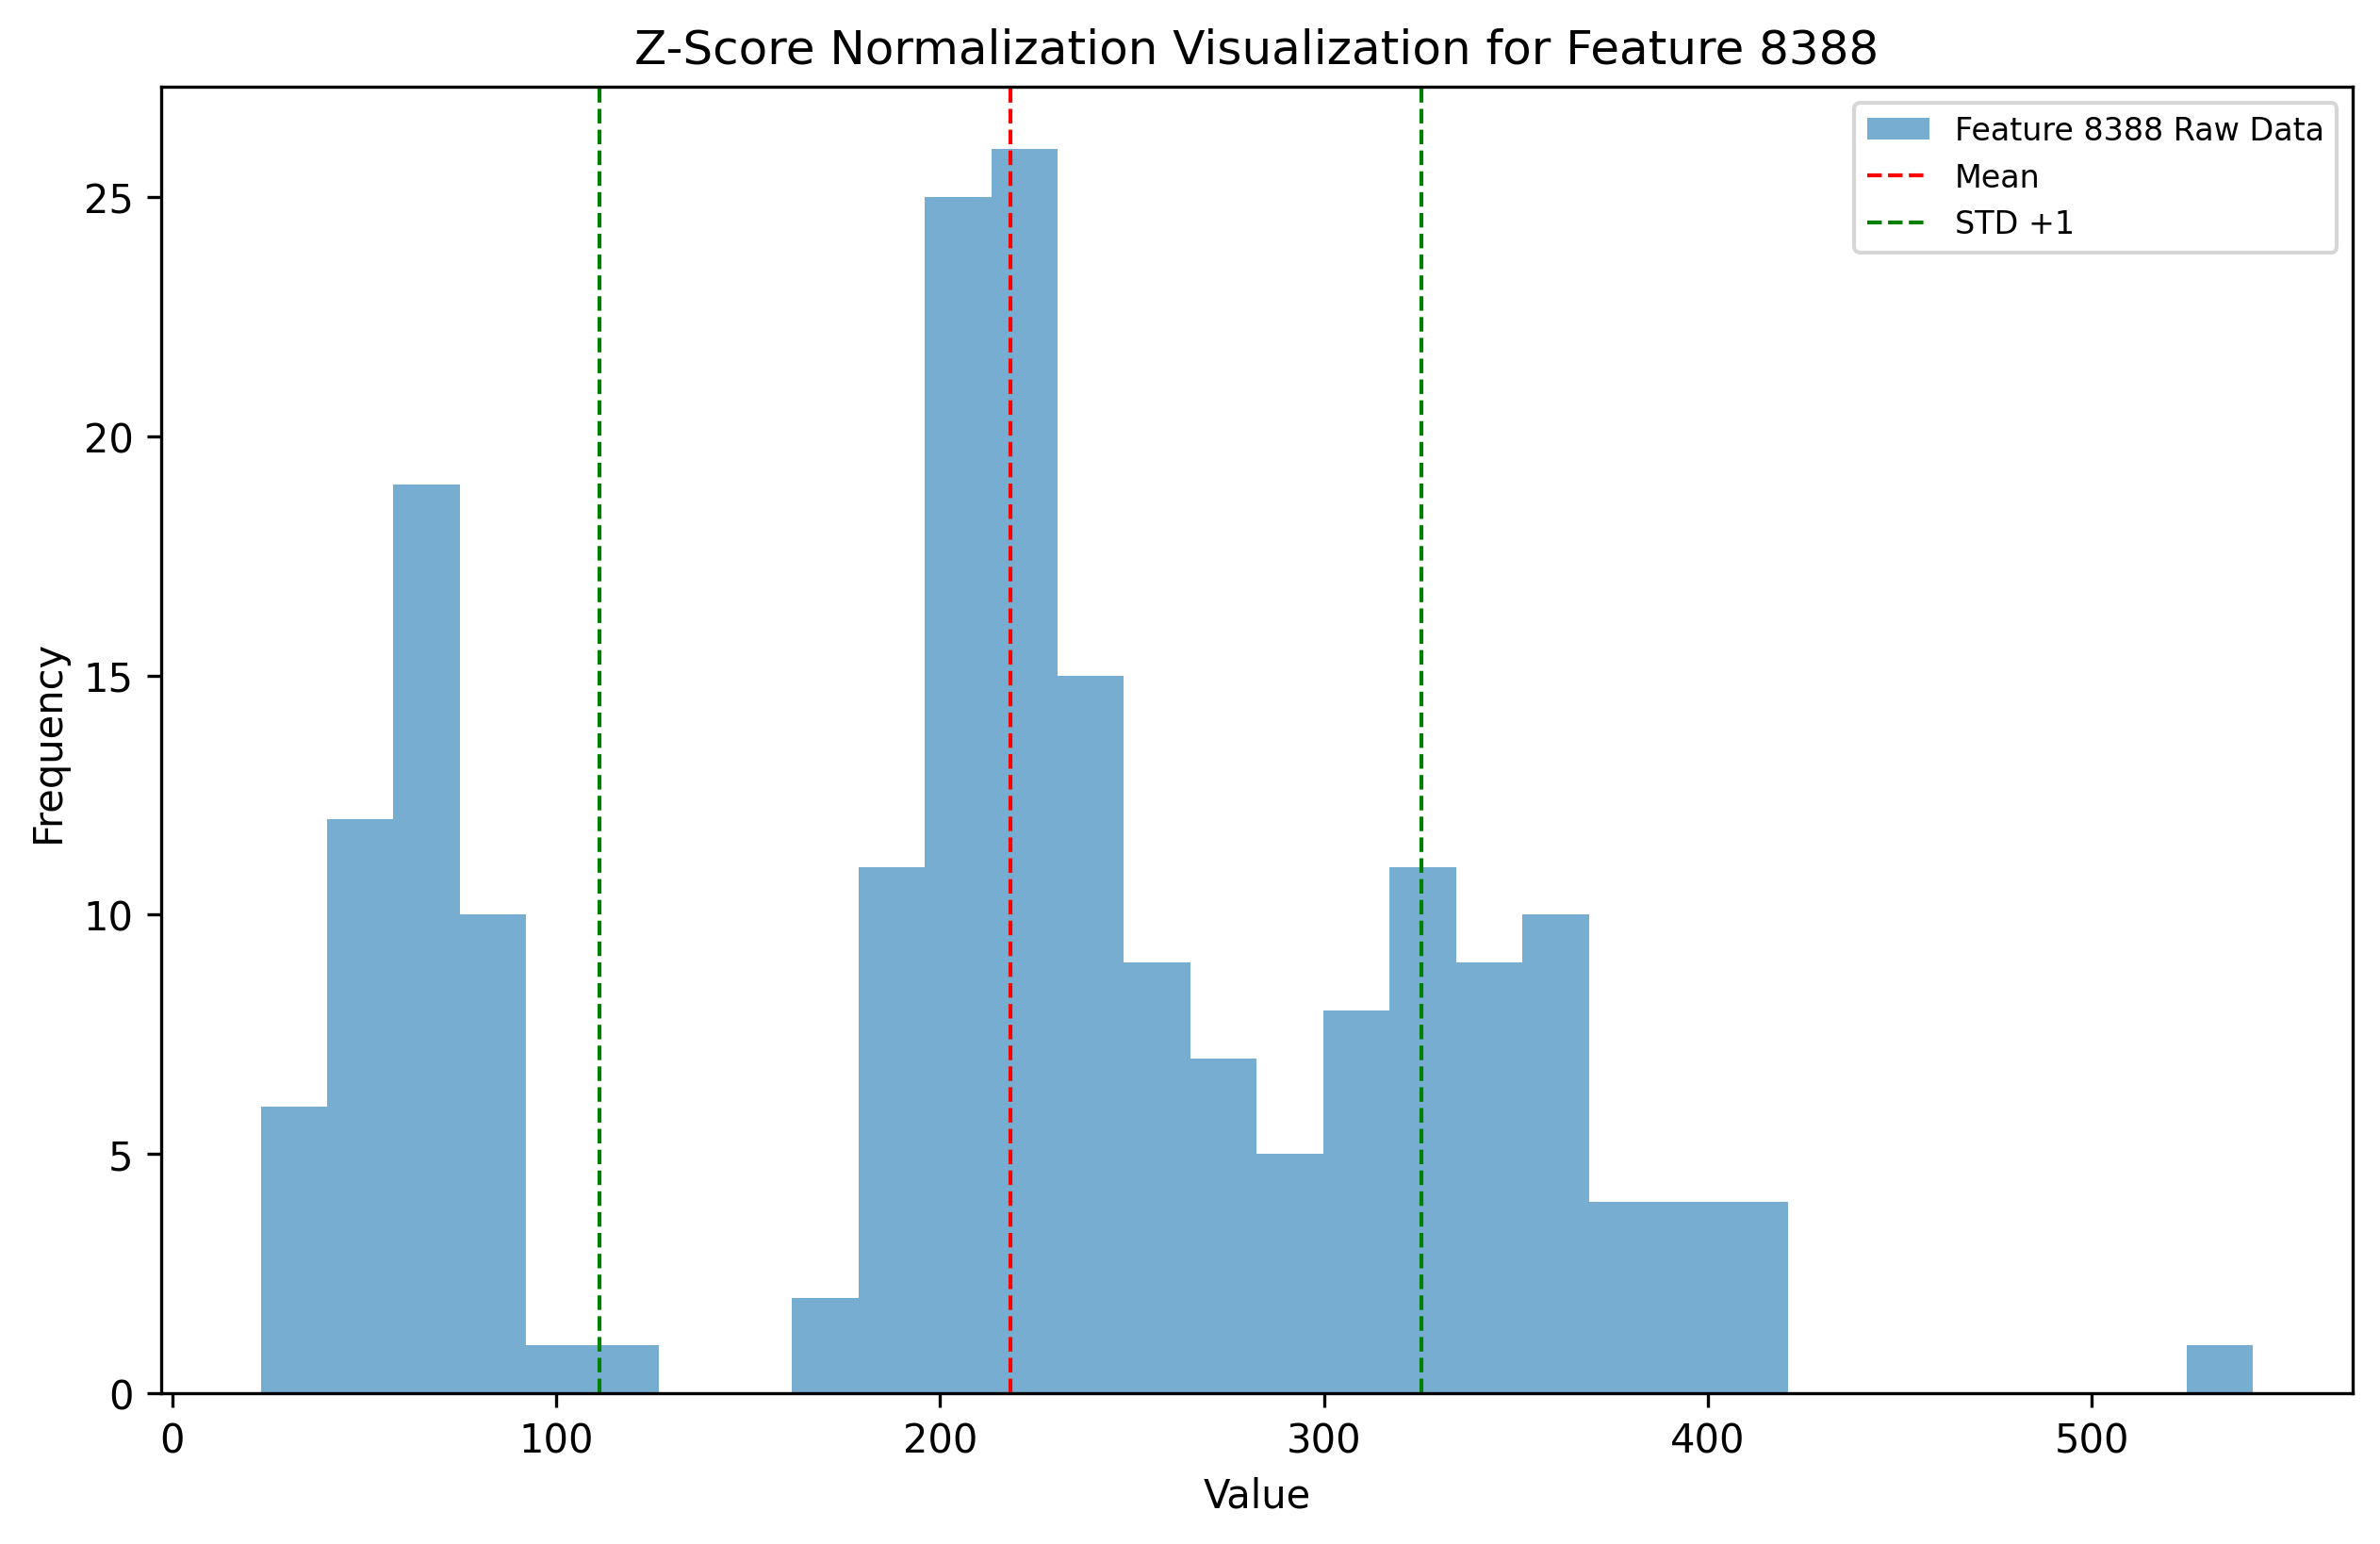 Z-Score Normalization Visualization for Feature 8388
Feature 8388 Raw Data
Mean
STD +1
25
20
15
10
5
0
Frequency
0 100 200 300 400 500
Value